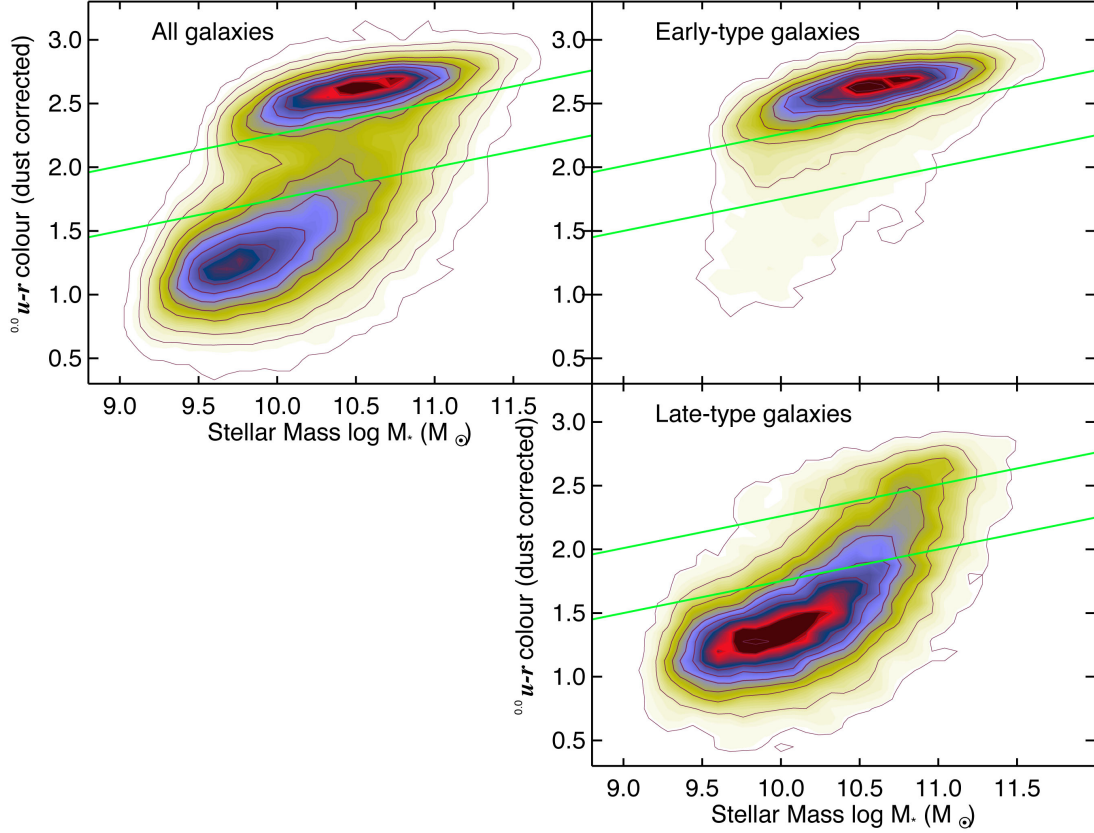 All galaxies
3.0
2.5
2.0
1.5
1.0
0.5
0.0 u-r colour (dust corrected)
9.0 9.5 10.0 10.5 11.0 11.5
Stellar Mass log M* (M☉)
Early-type galaxies
3.0
2.5
2.0
1.5
1.0
0.5
Late-type galaxies
3.0
2.5
2.0
1.5
1.0
0.5
0.0 u-r colour (dust corrected)
9.0 9.5 10.0 10.5 11.0 11.5
Stellar Mass log M* (M☉)